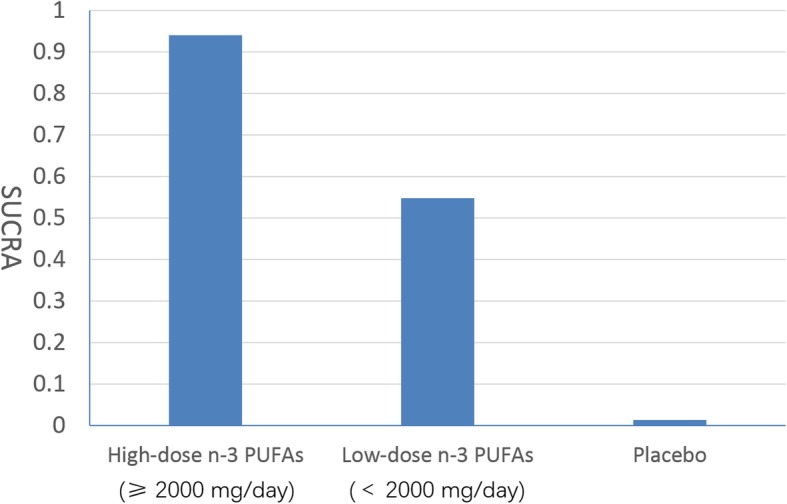 1
0.9
0.8
0.7
0.6
0.5
0.4
0.3
0.2
0.1
0
SUCRA
High-dose n-3 PUFAs
(⩾ 2000 mg/day)
Low-dose n-3 PUFAs
(< 2000 mg/day)
Placebo